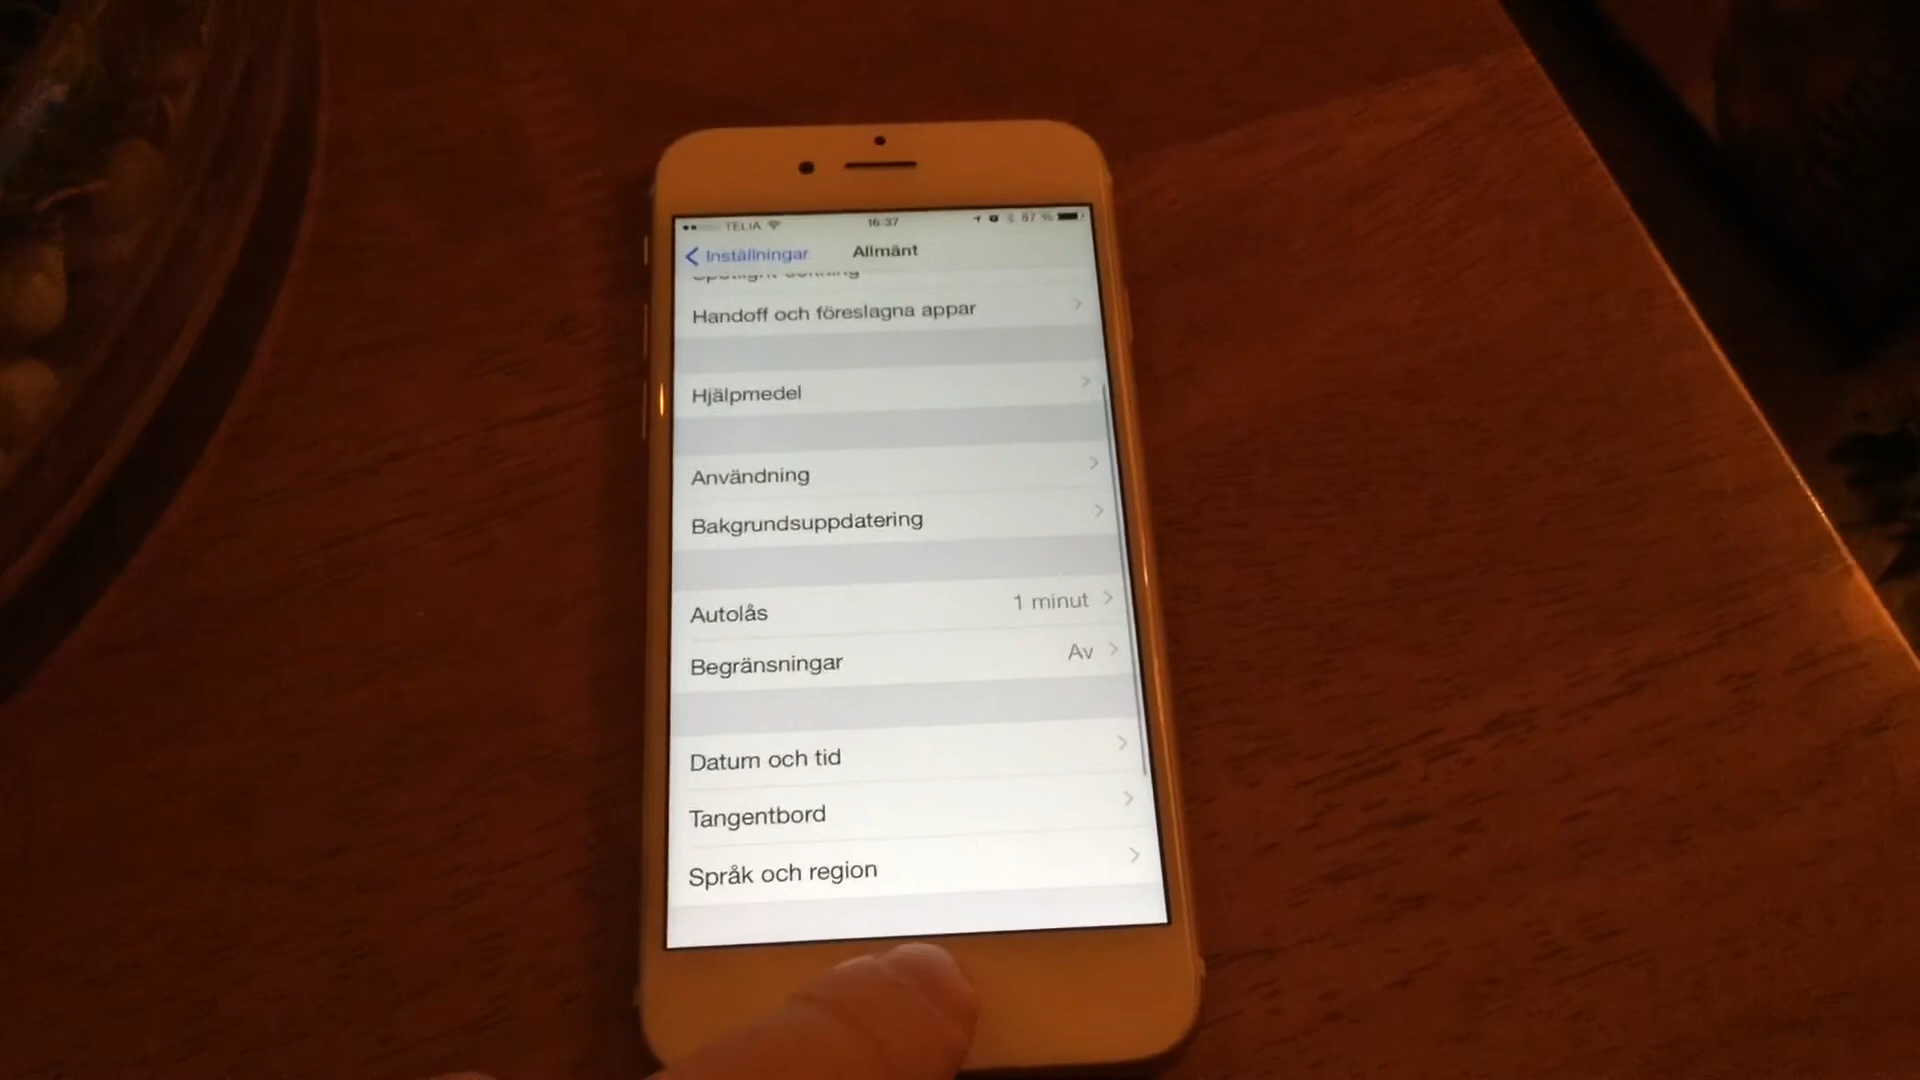 TELIA 16:37 87 %
Inställningar Allmänt
Handoff och föreslagna appar
Hjälpmedel
Användning
Bakgrundsuppdatering
Autolås 1 minut
Begränsningar Av
Datum och tid
Tangentbord
Språk och region